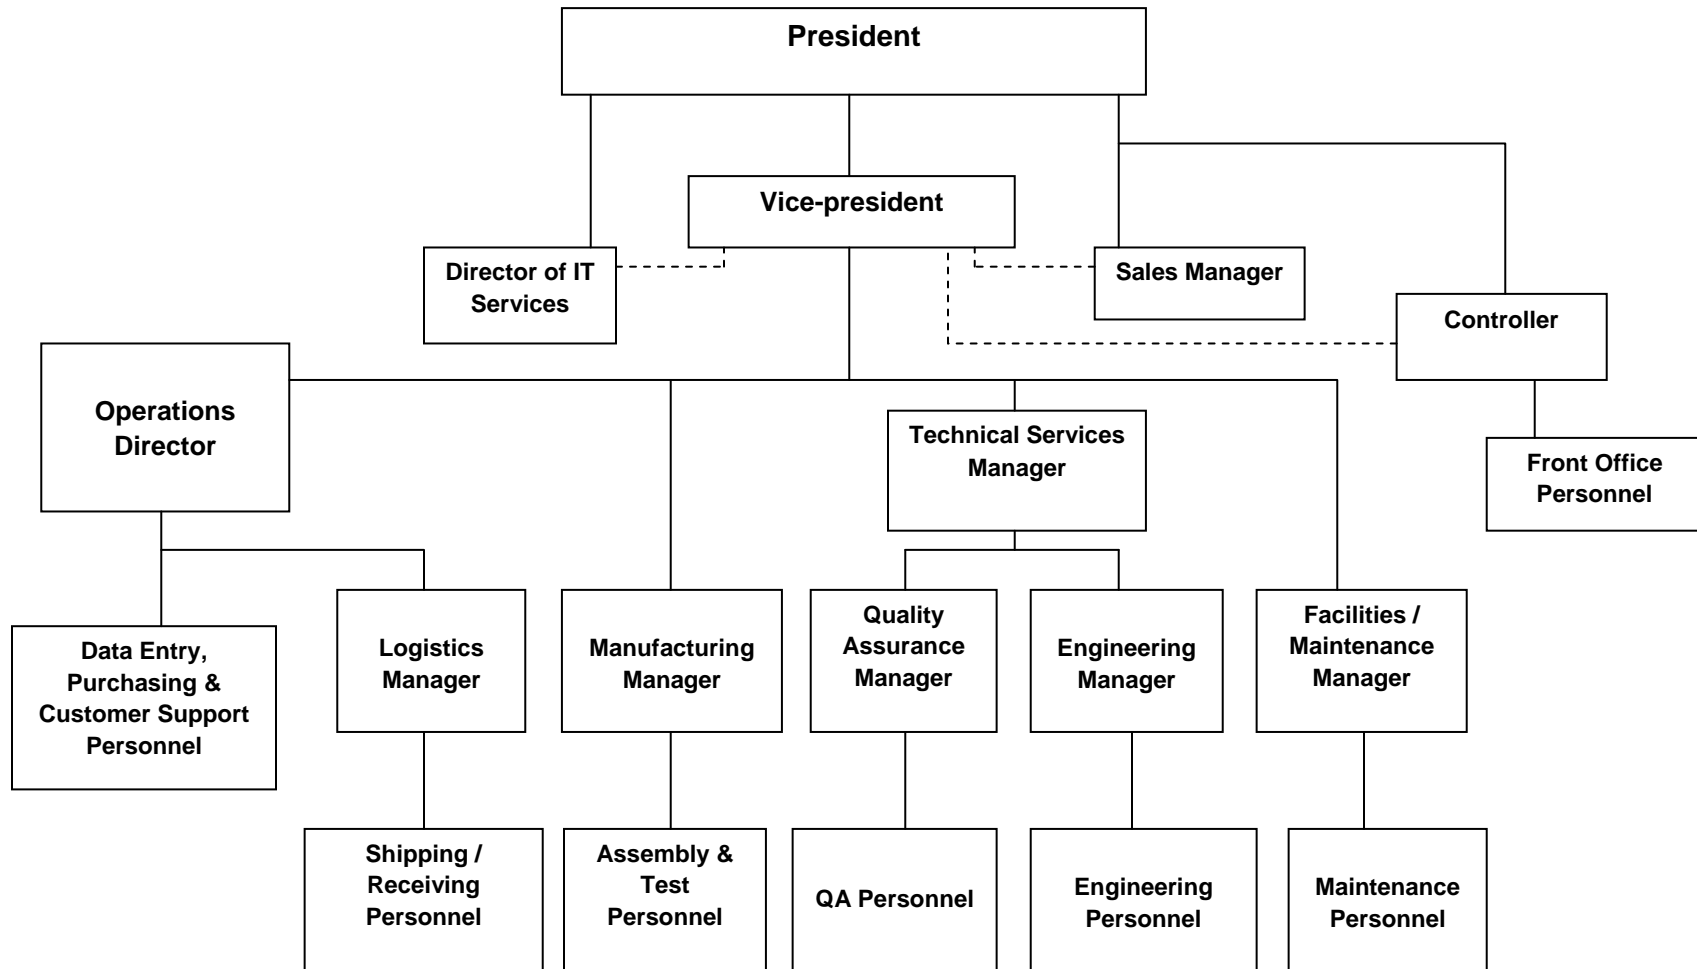 President
Vice-president
Director of IT
Services
Sales Manager
Controller
Operations
Director
Technical Services
Manager
Front Office
Personnel
Data Entry,
Purchasing &
Customer Support
Personnel
Logistics
Manager
Manufacturing
Manager
Quality
Assurance
Manager
Engineering
Manager
Facilities /
Maintenance
Manager
Shipping /
Receiving
Personnel
Assembly &
Test
Personnel
QA Personnel
Engineering
Personnel
Maintenance
Personnel